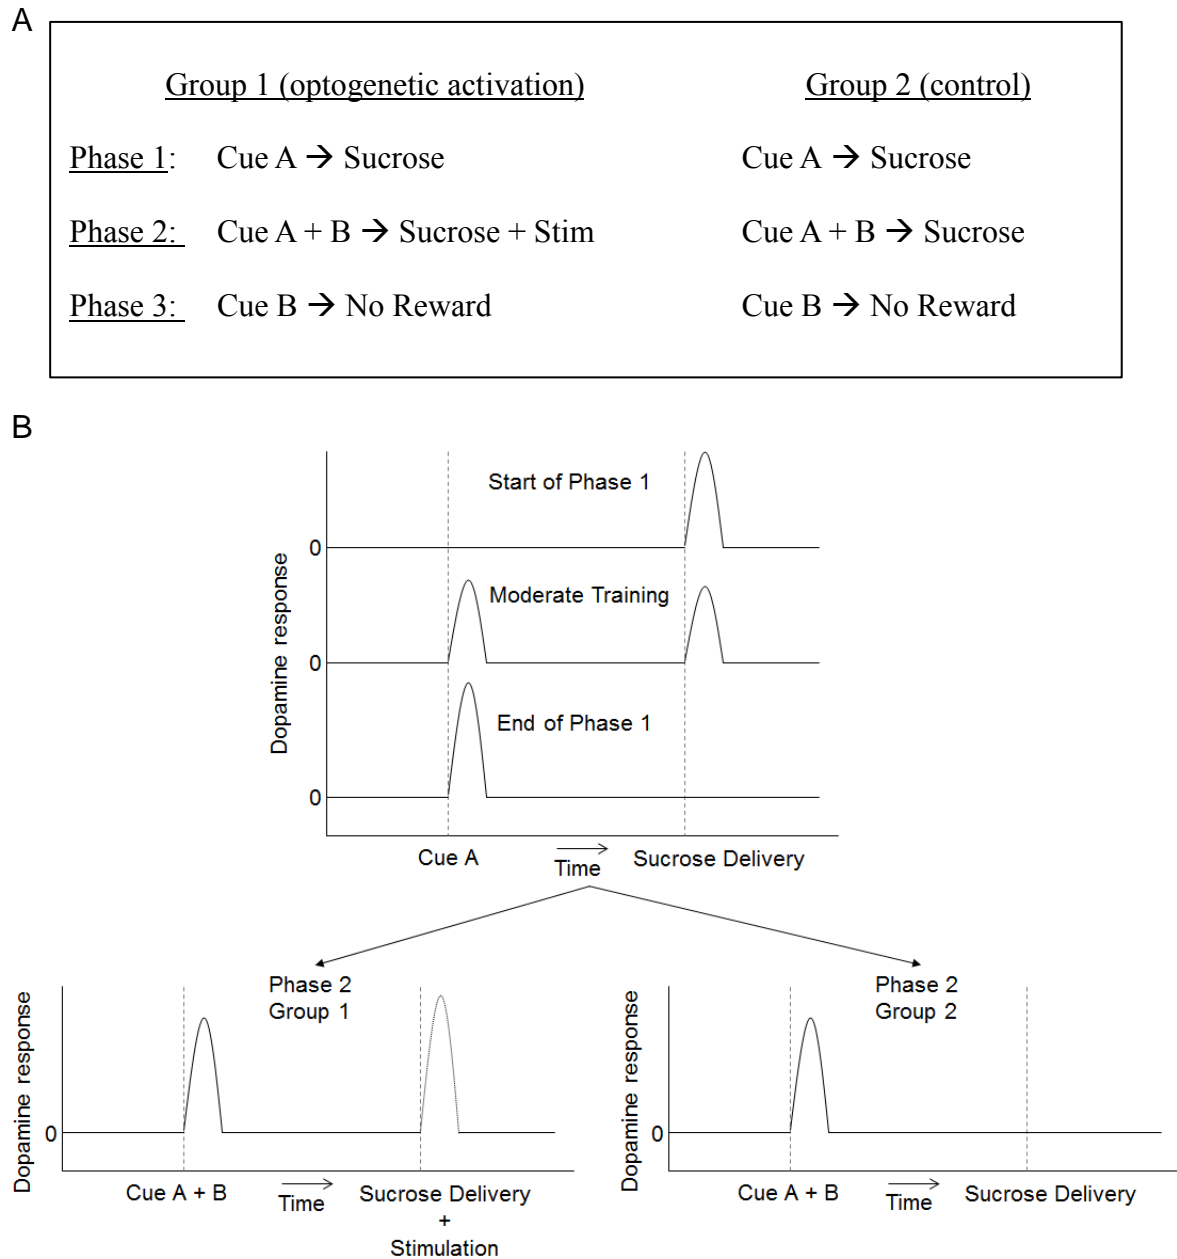 A
Group 1 (optogenetic activation) Group 2 (control)
Phase 1: Cue A → Sucrose Cue A → Sucrose
Phase 2: Cue A + B → Sucrose + Stim Cue A + B → Sucrose
Phase 3: Cue B → No Reward Cue B → No Reward
B
Dopamine response
Start of Phase 1
0
Moderate Training
0
End of Phase 1
0
Cue A → Time Sucrose Delivery
Phase 2
Group 1
Dopamine response
0
Cue A + B → Time Sucrose Delivery
+
Stimulation
Phase 2
Group 2
Dopamine response
0
Cue A + B → Time Sucrose Delivery